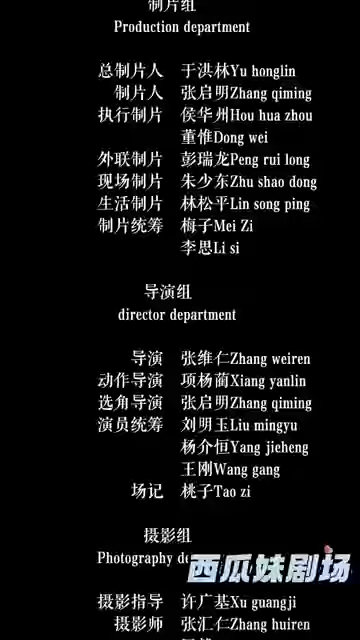 制片组
Production department
总制片人 于洪林Yu honglin
制片人 张启明Zhang qiming
执行制片 侯华州Hou hua zhou
董惟Dong wei
外联制片 彭瑞龙Peng rui long
现场制片 朱少东Zhu shao dong
生活制片 林松平Lin song ping
制片统筹 梅子Mei Zi
李思Li si
导演组
director department
导演 张维仁Zhang weiren
动作导演 项杨蔺Xiang yanlin
选角导演 张启明Zhang qiming
演员统筹 刘明玉Liu mingyu
杨介恒Yang jieheng
王刚Wang gang
场记 桃子Tao zi
摄影组
Photography de
西瓜妹剧场
摄影指导 许广基Xu guangji
摄影师 张汇仁Zhang huiren